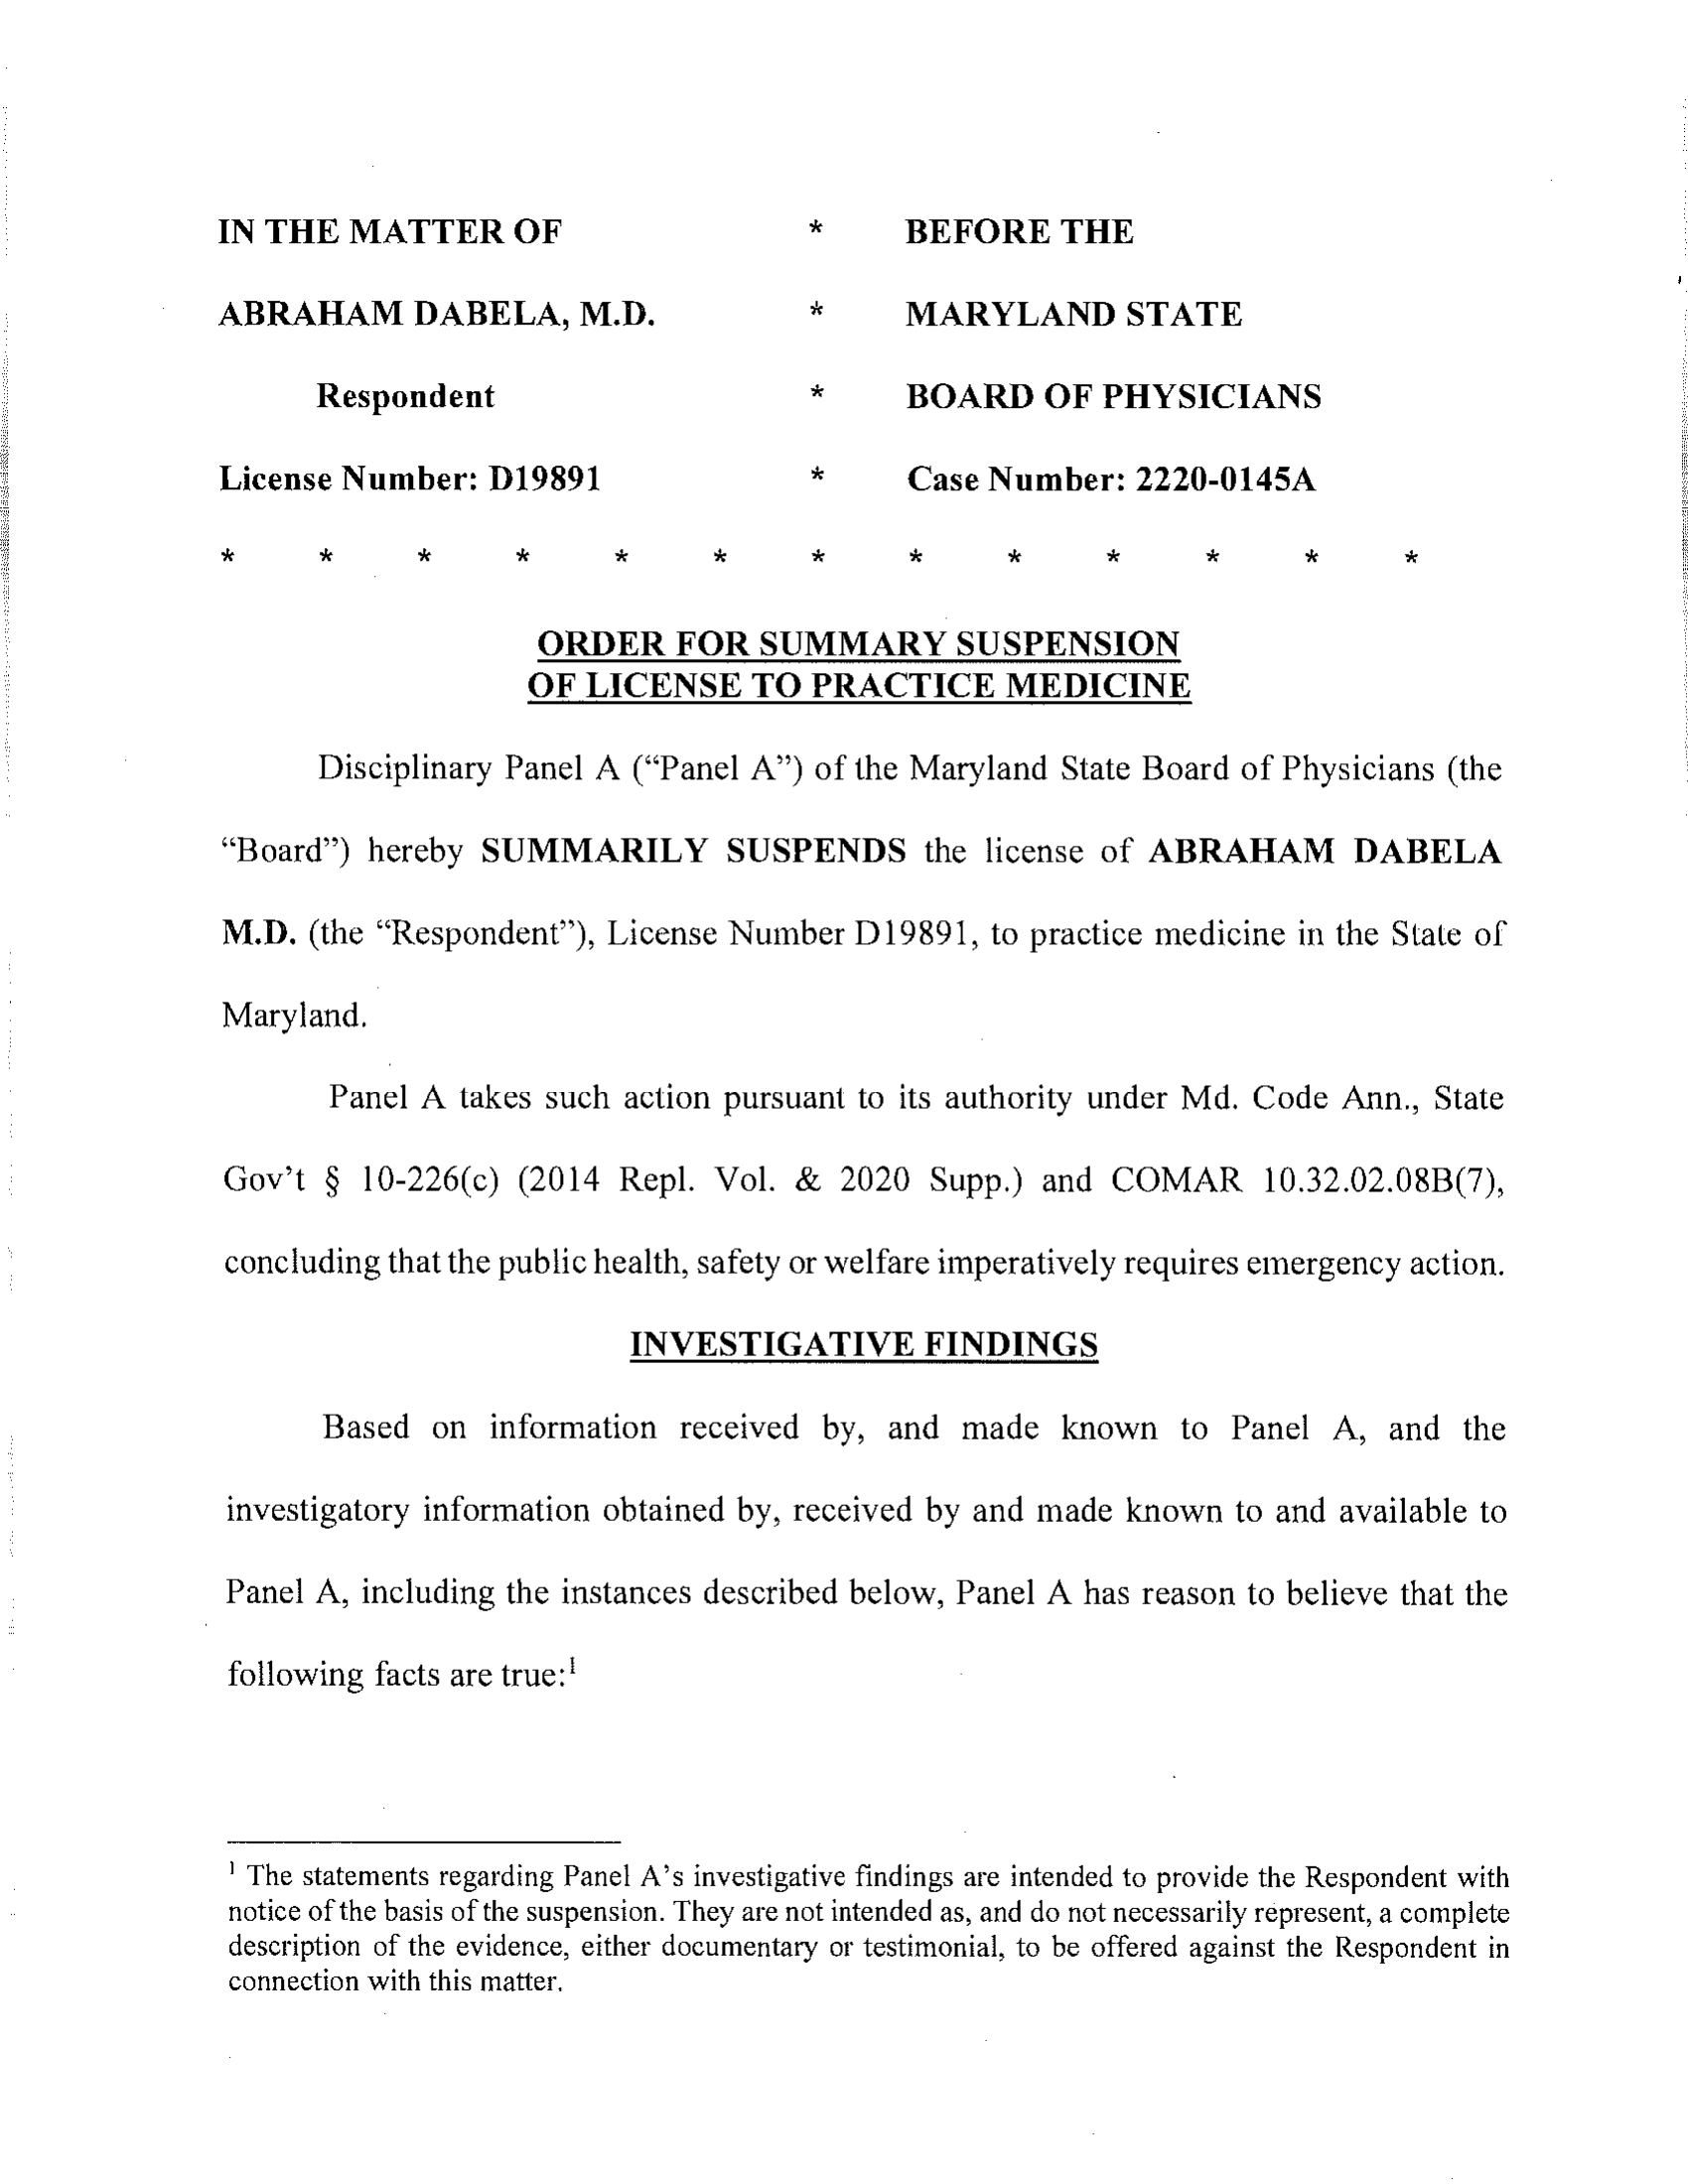 IN THE MATTER OF * BEFORE THE
ABRAHAM DABELA, M.D. * MARYLAND STATE
Respondent * BOARD OF PHYSICIANS
License Number: D19891 * Case Number: 2220-0145A
* * * * * * * * * * * * *
ORDER FOR SUMMARY SUSPENSION
OF LICENSE TO PRACTICE MEDICINE
Disciplinary Panel A (“Panel A”) of the Maryland State Board of Physicians (the
“Board”) hereby SUMMARILY SUSPENDS the license of ABRAHAM DABELA
M.D. (the “Respondent”), License Number D19891, to practice medicine in the State of
Maryland.
Panel A takes such action pursuant to its authority under Md. Code Ann., State
Gov’t § 10-226(c) (2014 Repl. Vol. & 2020 Supp.) and COMAR 10.32.02.08B(7),
concluding that the public health, safety or welfare imperatively requires emergency action.
INVESTIGATIVE FINDINGS
Based on information received by, and made known to Panel A, and the
investigatory information obtained by, received by and made known to and available to
Panel A, including the instances described below, Panel A has reason to believe that the
following facts are true:¹
¹ The statements regarding Panel A’s investigative findings are intended to provide the Respondent with
notice of the basis of the suspension. They are not intended as, and do not necessarily represent, a complete
description of the evidence, either documentary or testimonial, to be offered against the Respondent in
connection with this matter.